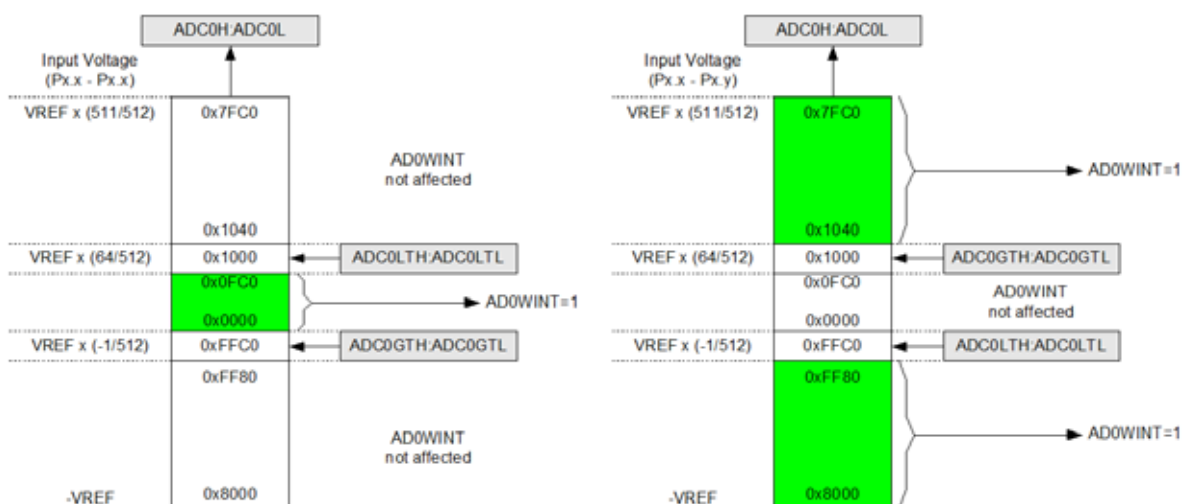 ADC0H:ADC0L
Input Voltage
(Px.x - Px.x)
VREF x (511/512)
0x7FC0
AD0WINT
not affected
0x1040
VREF x (64/512)
0x1000
ADC0LTH:ADC0LTL
0x0FC0
AD0WINT=1
0x0000
VREF x (-1/512)
0xFFC0
ADC0GTH:ADC0GTL
0xFF80
AD0WINT
not affected
-VREF
0x8000
ADC0H:ADC0L
Input Voltage
(Px.x - Px.y)
VREF x (511/512)
0x7FC0
AD0WINT=1
0x1040
VREF x (64/512)
0x1000
ADC0GTH:ADC0GTL
0x0FC0
AD0WINT
not affected
0x0000
VREF x (-1/512)
0xFFC0
ADC0LTH:ADC0LTL
0xFF80
AD0WINT=1
-VREF
0x8000